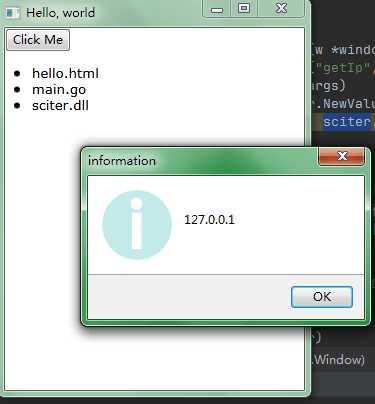 Hello, world
Click Me
hello.html
main.go
sciter.dll
(w *window
("getIp",
args)
r.NewValu
sciter.
information
127.0.0.1
OK
)
.Window)